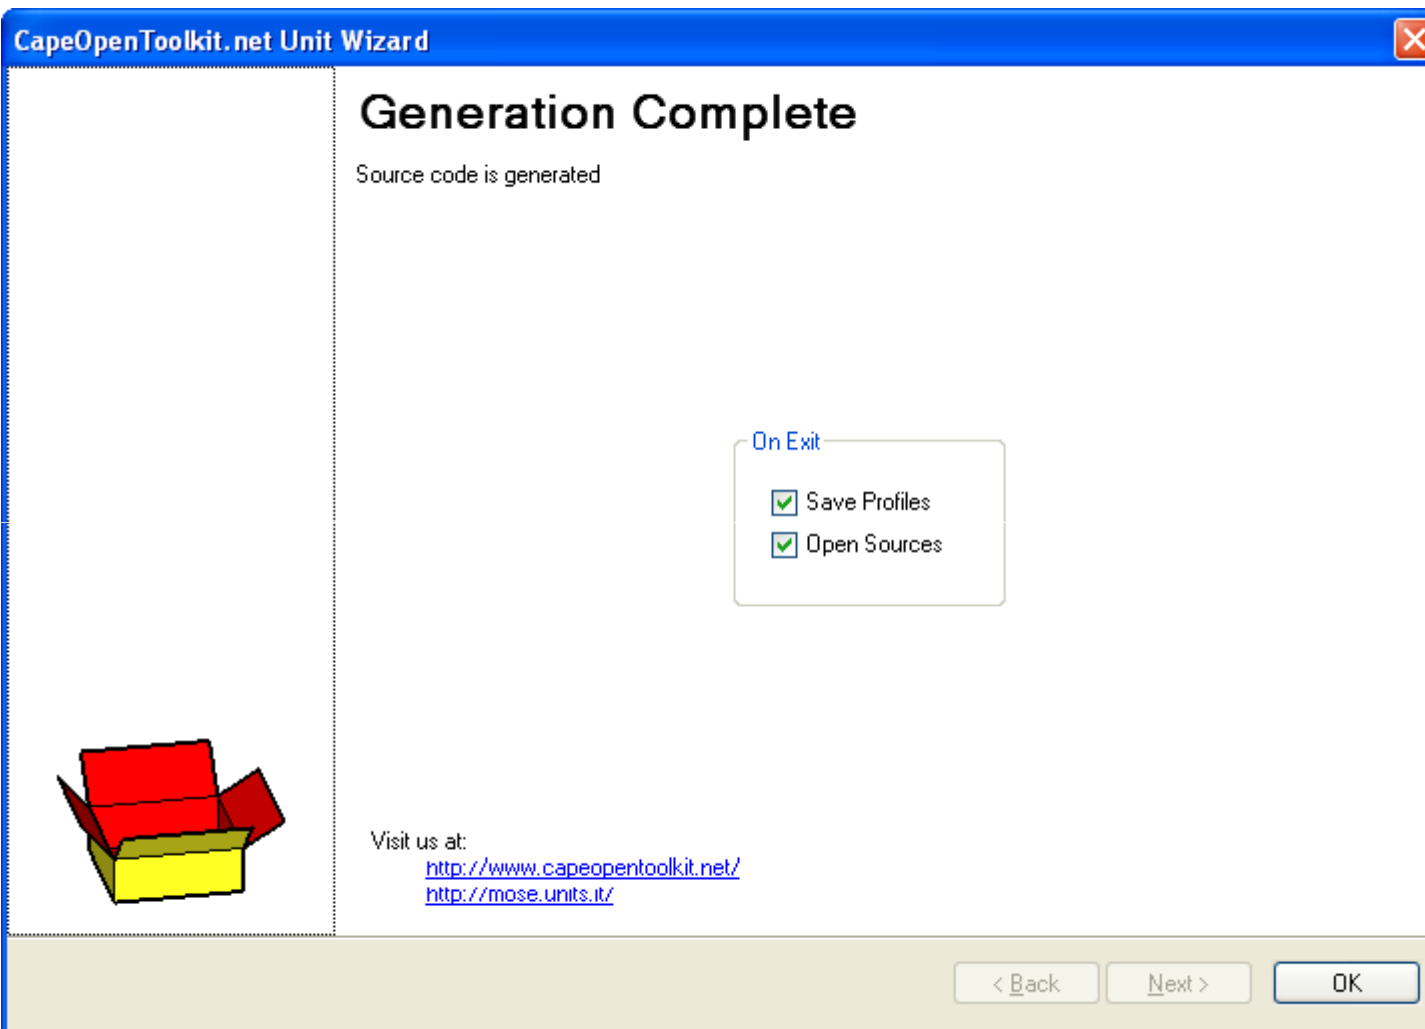 CapeOpenToolkit.net Unit Wizard
Generation Complete
Source code is generated
On Exit
Save Profiles
Open Sources
Visit us at:
http://www.capeopentoolkit.net/
http://mose.units.it/
< Back
Next >
OK